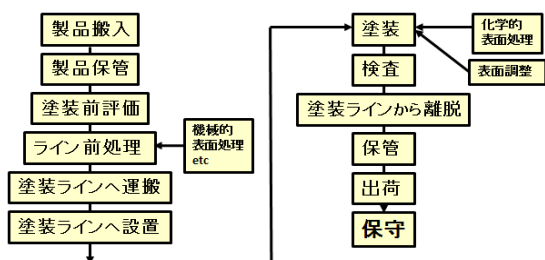 製品搬入
製品保管
塗装前評価
ライン前処理
機械的
表面処理
etc
塗装ラインへ運搬
塗装ラインへ設置
塗装
化学的
表面処理
表面調整
検査
塗装ラインから離脱
保管
出荷
保守